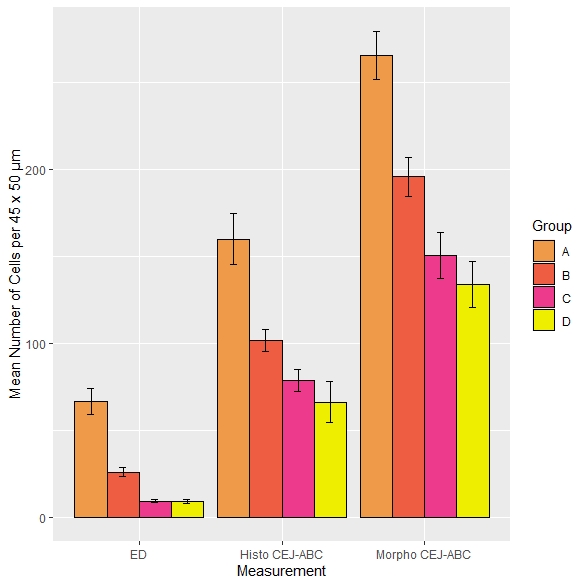 Mean Number of Cells per 45 x 50 µm
200
100
0
ED Histo CEJ-ABC Morpho CEJ-ABC
Measurement
Group
A
B
C
D